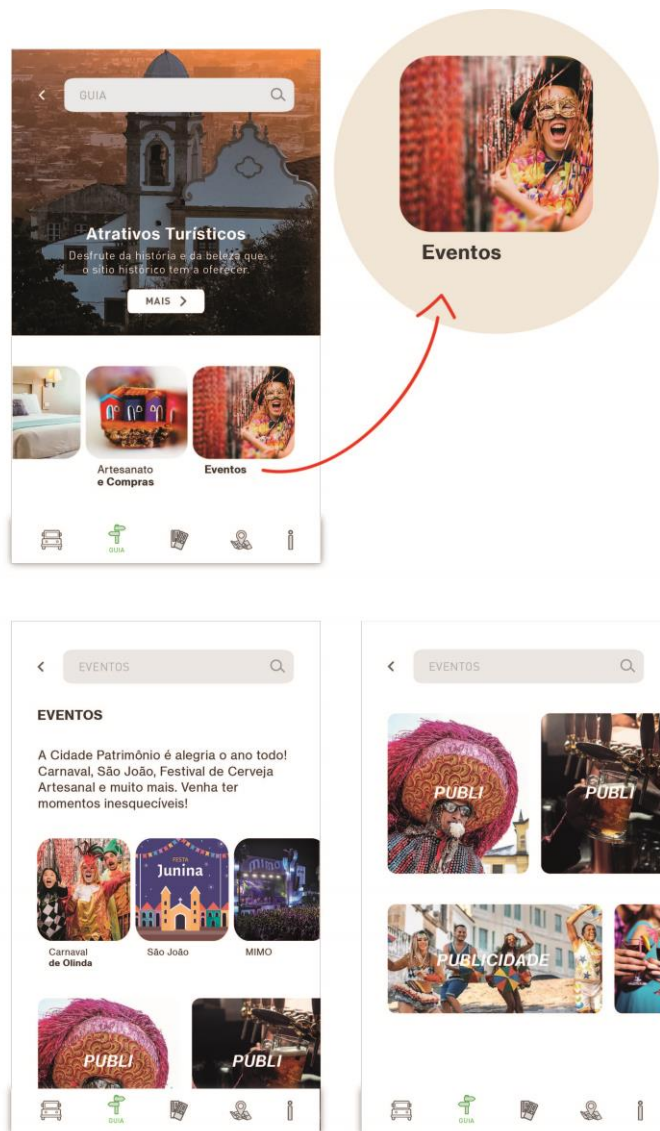 GUIA
Atrativos Turísticos
Desfrute da história e da beleza que
o sítio histórico tem a oferecer.
MAIS
Artesanato
e Compras
Eventos
GUIA
Eventos
EVENTOS
EVENTOS
A Cidade Patrimônio é alegria o ano todo!
Carnaval, São João, Festival de Cerveja
Artesanal e muito mais. Venha ter
momentos inesquecíveis!
FESTA
Junina
mimo
Carnaval
de Olinda
São João
MIMO
PUBLI
PUBLI
GUIA
EVENTOS
PUBLI
PUBLI
PUBLICIDADE
GUIA